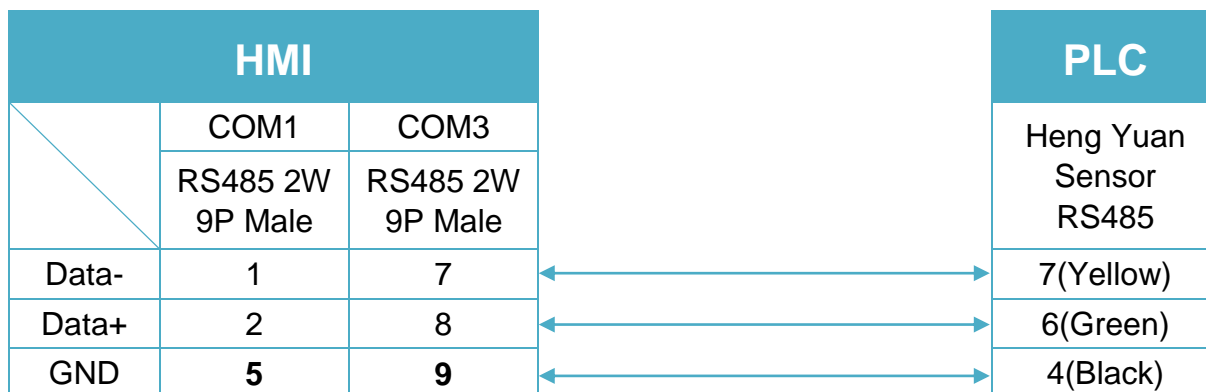 HMI
PLC
COM1
COM3
RS485 2W
9P Male
RS485 2W
9P Male
Heng Yuan
Sensor
RS485
Data-
1
7
7(Yellow)
Data+
2
8
6(Green)
GND
5
9
4(Black)